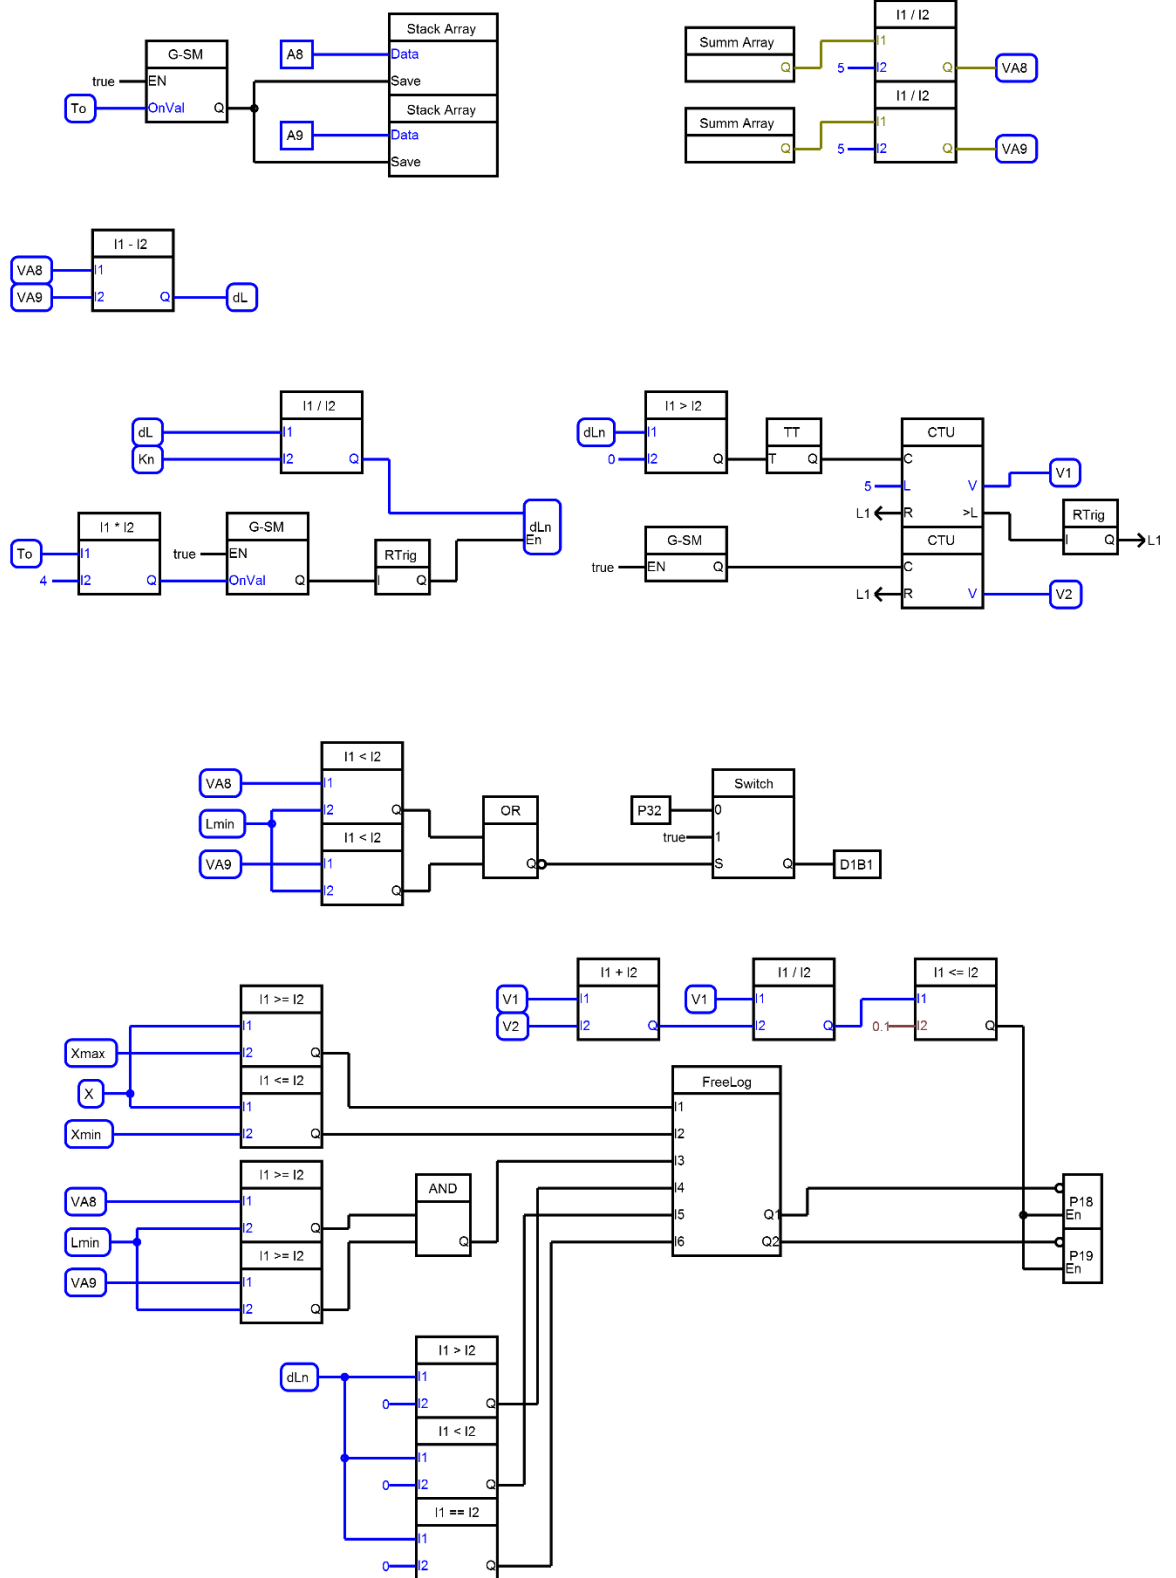 Stack Array
G-SM
true
EN
To
OnVal
Q
A8
Data
Save
Stack Array
A9
Data
Save
I1 / I2
Summ Array
Q
I1
5
I2
Q
VA8
I1 / I2
Summ Array
Q
I1
5
I2
Q
VA9
I1 - I2
VA8
I1
VA9
I2
Q
dL
I1 / I2
dL
I1
Kn
I2
Q
I1 * I2
To
I1
4
I2
Q
G-SM
true
EN
OnVal
Q
RTrig
I
Q
dLn
En
I1 > I2
dLn
I1
0
I2
Q
TT
T
Q
CTU
C
5
L
V
V1
L1
R
>L
RTrig
I
Q
L1
G-SM
true
EN
Q
CTU
C
L1
R
V
V2
I1 < I2
VA8
I1
I2
Q
Lmin
I1 < I2
VA9
I1
I2
Q
OR
Q
Switch
P32
0
true
1
S
Q
D1B1
I1 + I2
V1
I1
V2
I2
Q
I1 / I2
V1
I1
I2
Q
I1 <= I2
I1
0.1
I2
Q
I1 >= I2
I1
Xmax
I2
Q
X
I1 <= I2
I1
Xmin
I2
Q
I1 >= I2
VA8
I1
I2
Q
Lmin
I1 >= I2
VA9
I1
I2
Q
AND
Q
FreeLog
I1
I2
I3
I4
I5
Q1
I6
Q2
P18
En
P19
En
I1 > I2
dLn
I1
0
I2
Q
I1 < I2
I1
0
I2
Q
I1 == I2
I1
0
I2
Q